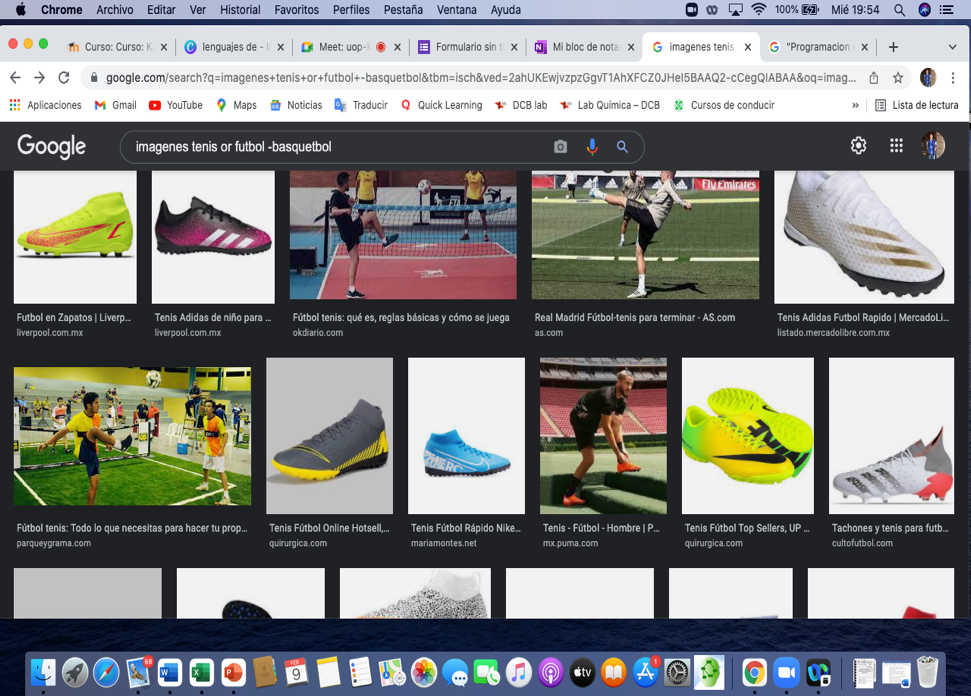 Chrome Archivo Editar Ver Historial Favoritos Perfiles Pestaña Ventana Ayuda 100% Mié 19:54
Curso: Curso: K lenguajes de - Meet: uop- Formulario sin t Mi bloc de nota imagenes tenis "Programacion
google.com/search?q=imagenes+tenis+or+futbol+-basquetbol&tbm=isch&ved=2ahUKEwjvzpzGgvT1AhXFCZ0JHeI5BAAQ2-cCegQIABAA&oq=imag...
Aplicaciones Gmail YouTube Maps Noticias Traducir Quick Learning DCB lab Lab Química – DCB Cursos de conducir » Lista de lectura
Google imagenes tenis or futbol -basquetbol
Fly Emirates
Futbol en Zapatos | Liverp... Tenis Adidas de niño para ... Fútbol tenis: qué es, reglas básicas y cómo se juega Real Madrid Fútbol-tenis para terminar - AS.com Tenis Adidas Futbol Rapido | MercadoLi...
liverpool.com.mx liverpool.com.mx okdiario.com as.com listado.mercadolibre.com.mx
Fútbol tenis: Todo lo que necesitas para hacer tu prop... Tenis Fútbol Online Hotsell,... Tenis Fútbol Rápido Nike... Tenis - Fútbol - Hombre | P... Tenis Fútbol Top Sellers, UP ... Tachones y tenis para futb...
parqueygrama.com quirurgica.com mariamontes.net mx.puma.com quirurgica.com cultofutbol.com
68 FEB 9 tv 1